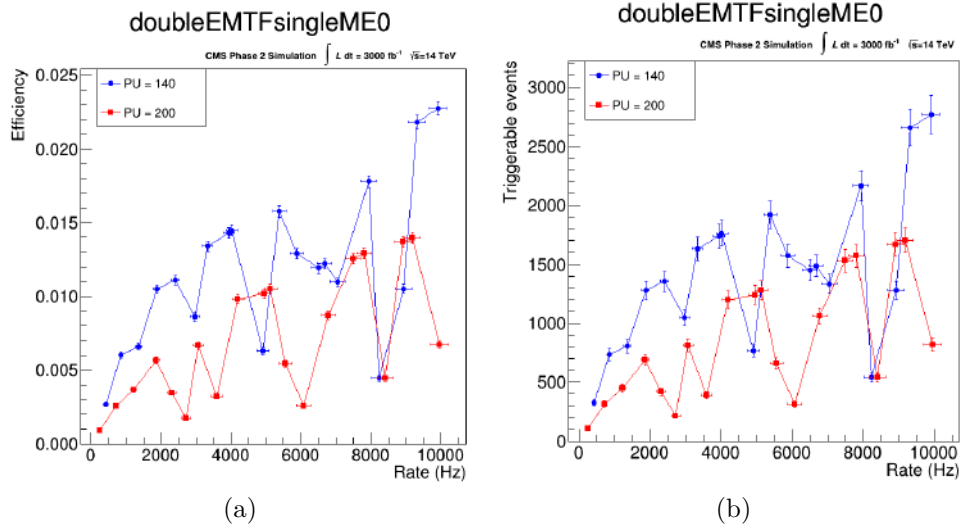 doubleEMTFsingleME0
CMS Phase 2 Simulation ∫ L dt = 3000 fb⁻¹ √s=14 TeV
Efficiency
0.025
0.020
0.015
0.010
0.005
0.000
PU = 140
PU = 200
0 2000 4000 6000 8000 10000
Rate (Hz)
(a)
doubleEMTFsingleME0
CMS Phase 2 Simulation ∫ L dt = 3000 fb⁻¹ √s=14 TeV
Triggerable events
3000
2500
2000
1500
1000
500
0
PU = 140
PU = 200
0 2000 4000 6000 8000 10000
Rate (Hz)
(b)